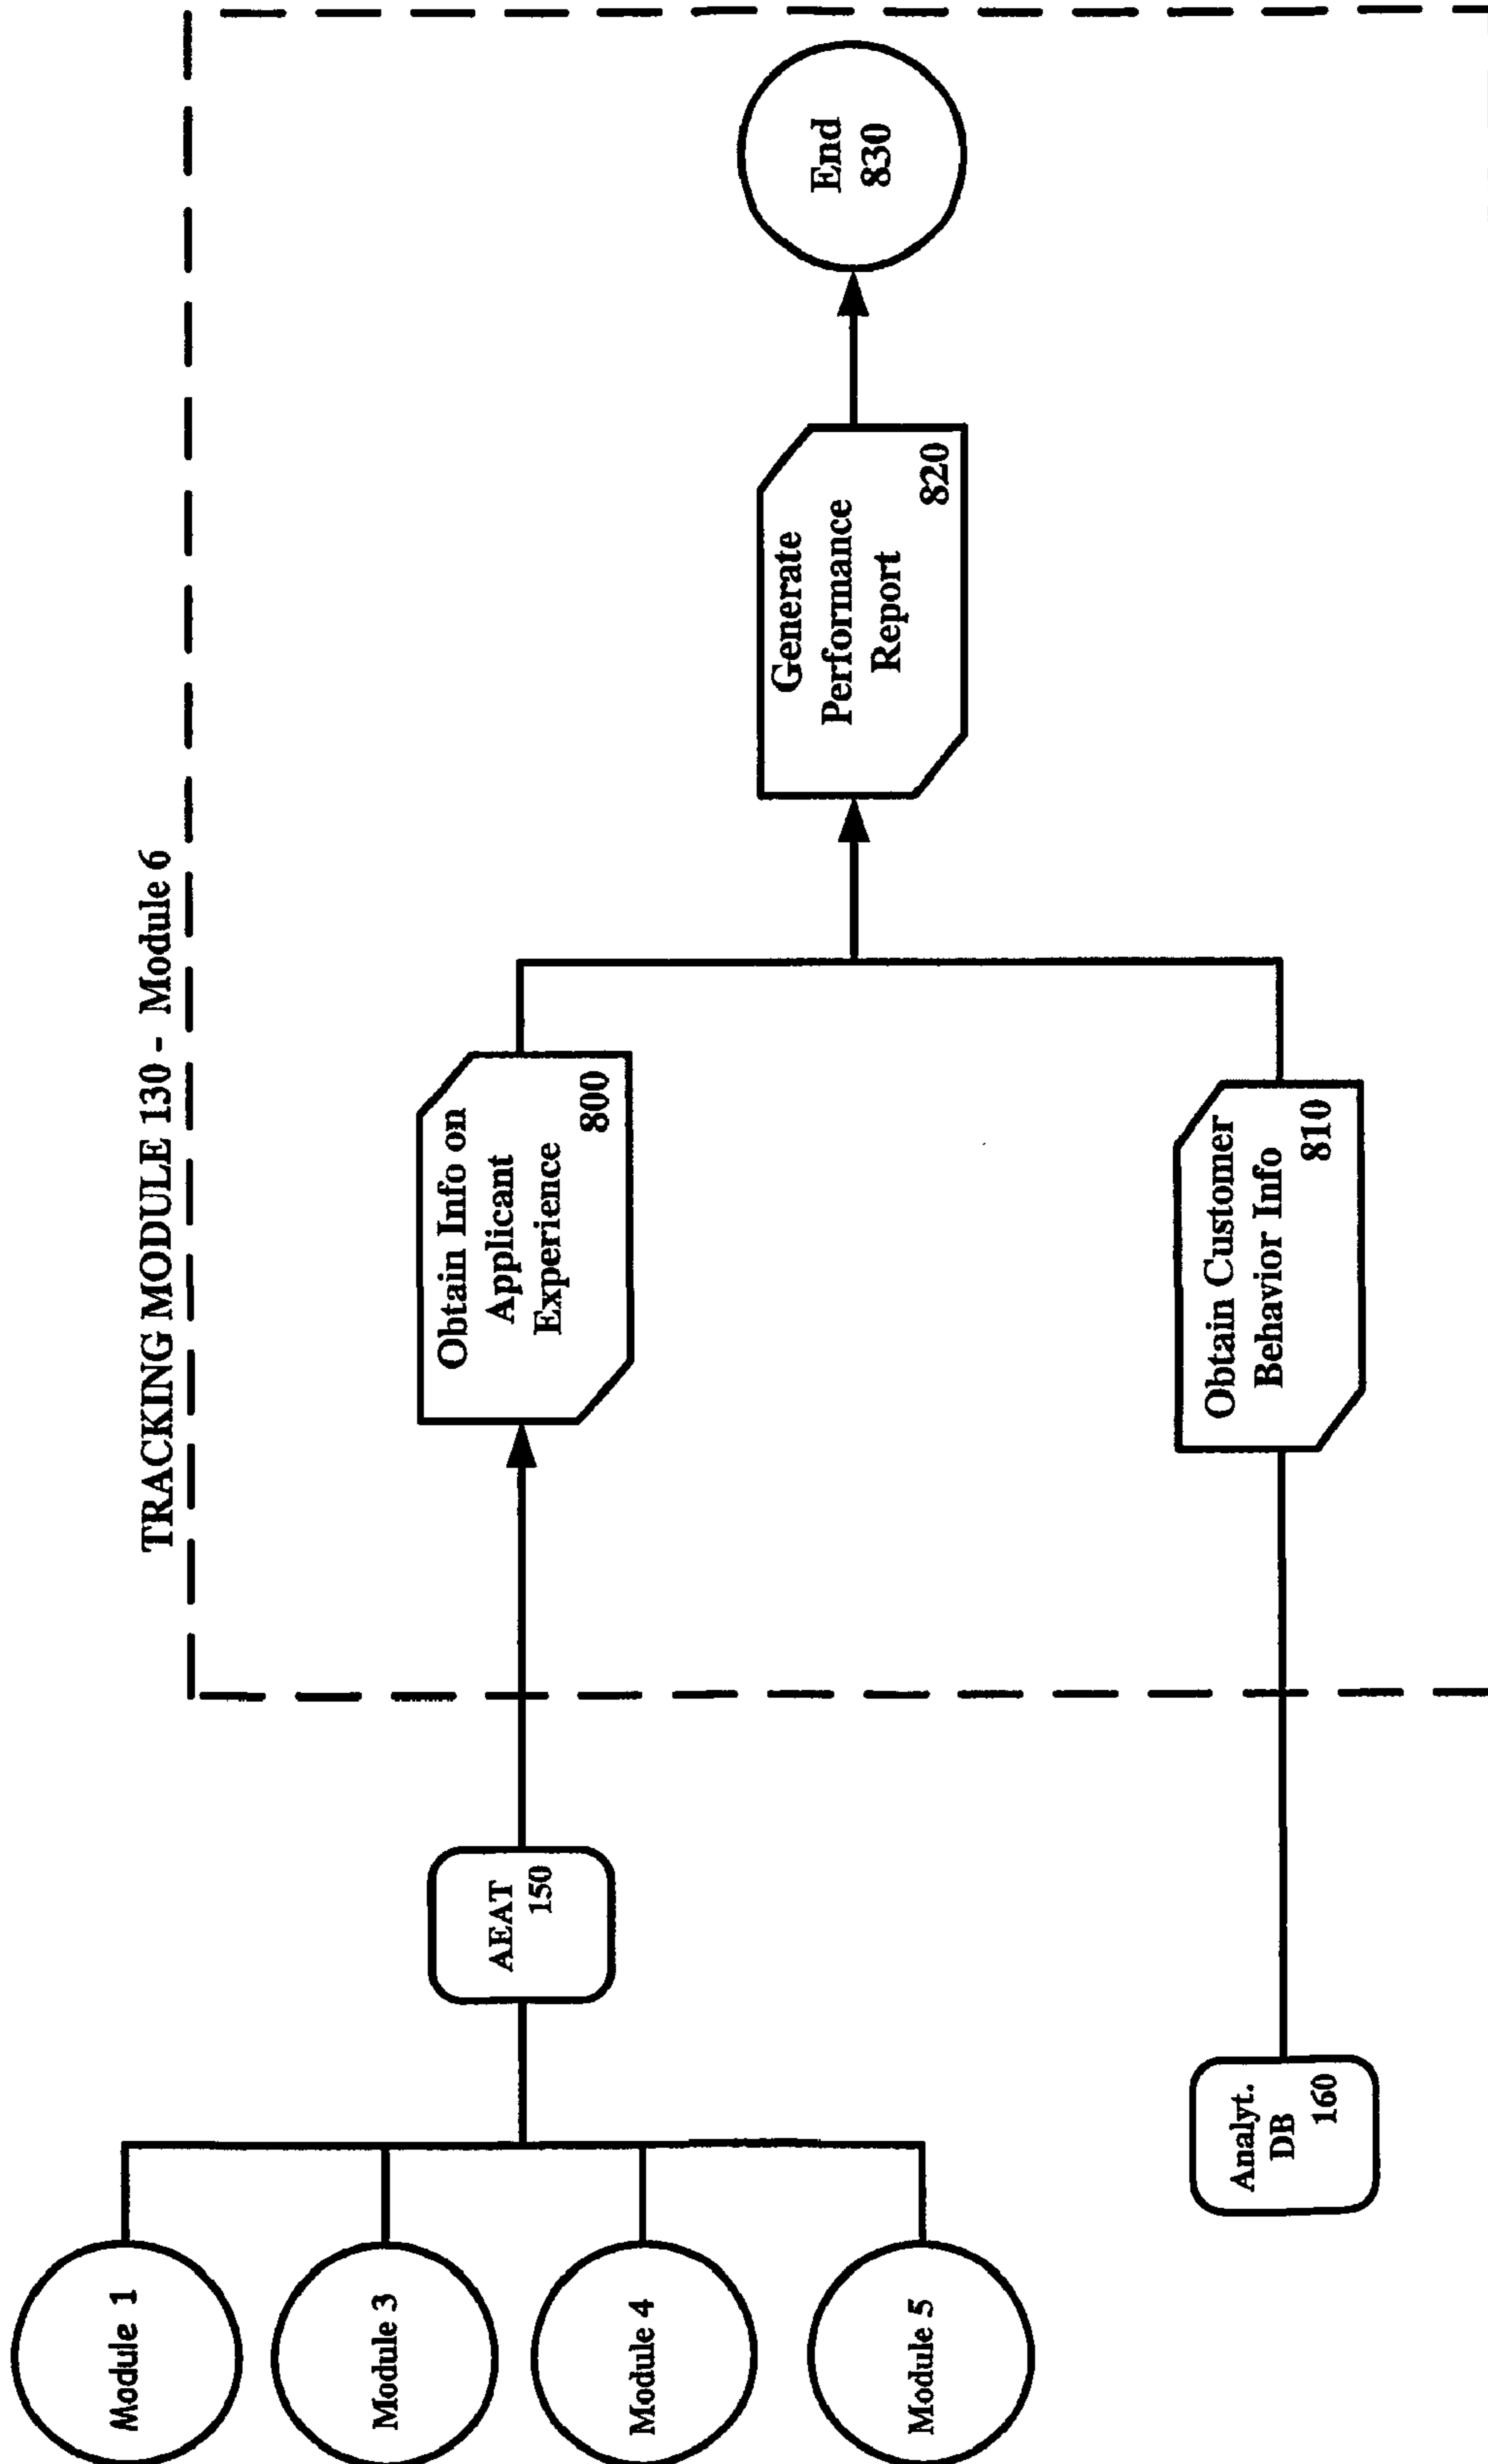 TRACKING MODULE 130 - Module 6
Module 1
Module 3
Module 4
Module 5
AEAT
150
Analyt.
DB
160
Obtain Info on
Applicant
Experience
800
Obtain Customer
Behavior Info
810
Generate
Performance
Report
820
End
830